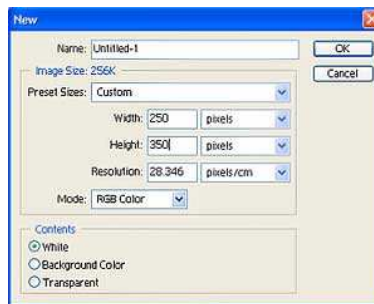 New
Name: Untitled-1
OK
Image Size: 256K
Cancel
Preset Sizes: Custom
Width: 250 pixels
Height: 350 pixels
Resolution: 28.346 pixels/cm
Mode: RGB Color
Contents
White
Background Color
Transparent